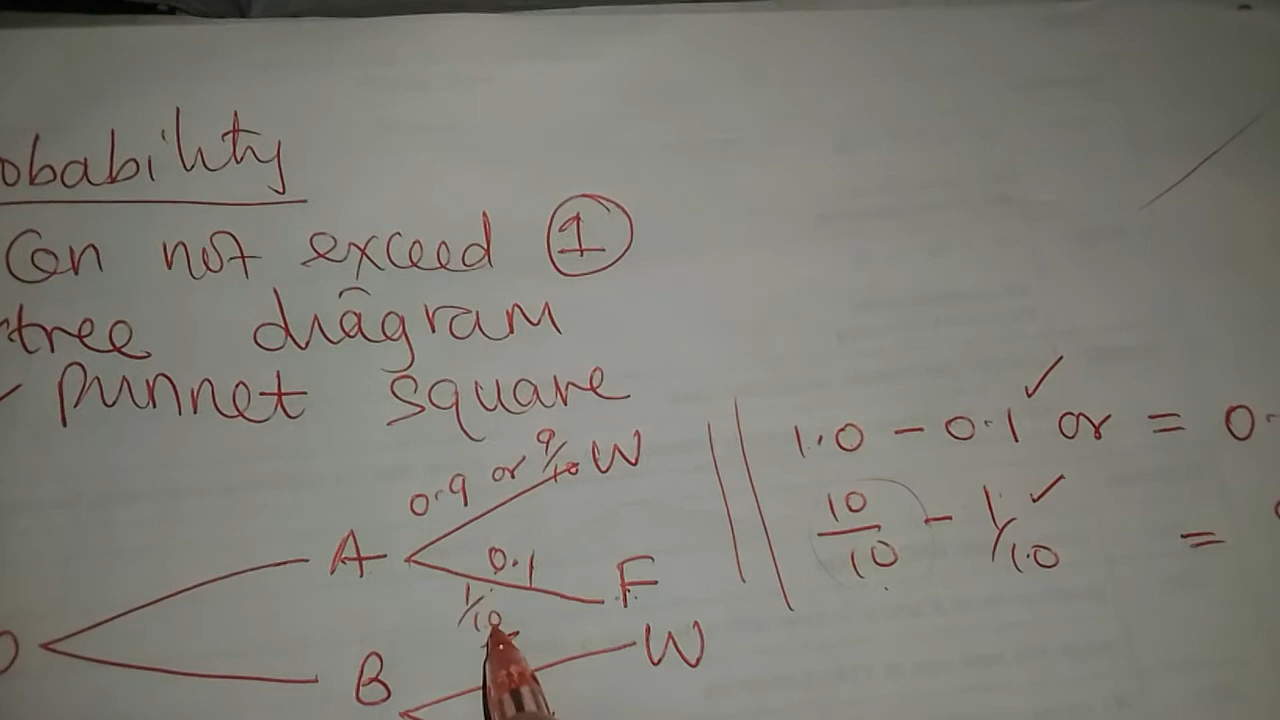 obability
Can not exceed 1
tree diagram
punnet square
0.9 or 9/10 W
A
0.1
1/10
F
B
W
1.0 - 0.1 ✓ or = 0.
10/10 - 1/10 ✓ =